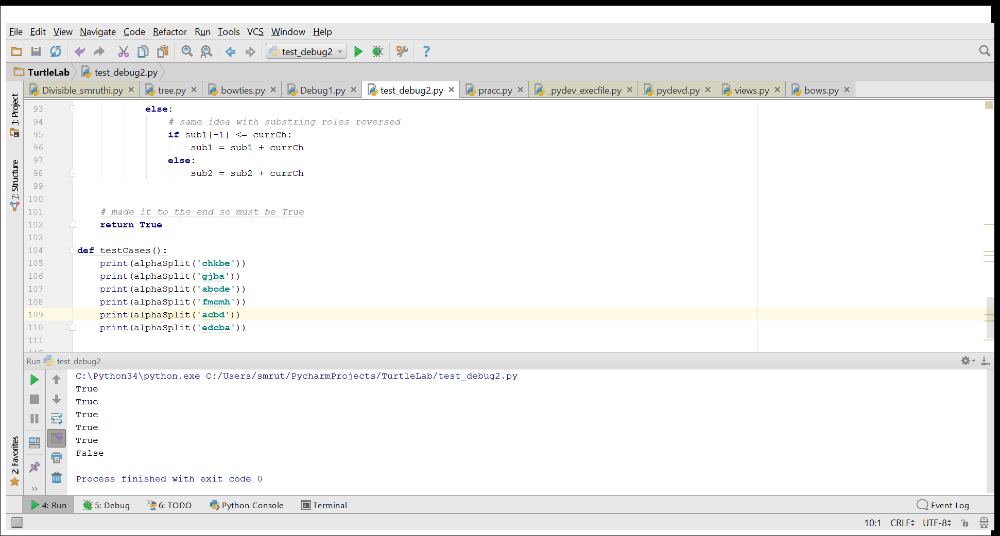 File Edit View Navigate Code Refactor Run Tools VCS Window Help
test_debug2
TurtleLab test_debug2.py
Divisible_smruthi.py tree.py bowties.py Debug1.py test_debug2.py pracc.py _pydev_execfile.py pydevd.py views.py bows.py
1: Project
7: Structure
2: Favorites
93 else:
94 # same idea with substring roles reversed
95 if sub1[-1] <= currCh:
96 sub1 = sub1 + currCh
97 else:
98 sub2 = sub2 + currCh
99
100
101 # made it to the end so must be True
102 return True
103
104 def testCases():
105 print(alphaSplit('chkbe'))
106 print(alphaSplit('gjba'))
107 print(alphaSplit('abcde'))
108 print(alphaSplit('fmcmh'))
109 print(alphaSplit('acbd'))
110 print(alphaSplit('edcba'))
111
Run test_debug2
C:\Python34\python.exe C:/Users/smrut/PycharmProjects/TurtleLab/test_debug2.py
True
True
True
True
True
False
Process finished with exit code 0
4: Run 5: Debug 6: TODO Python Console Terminal Event Log
10:1 CRLF UTF-8